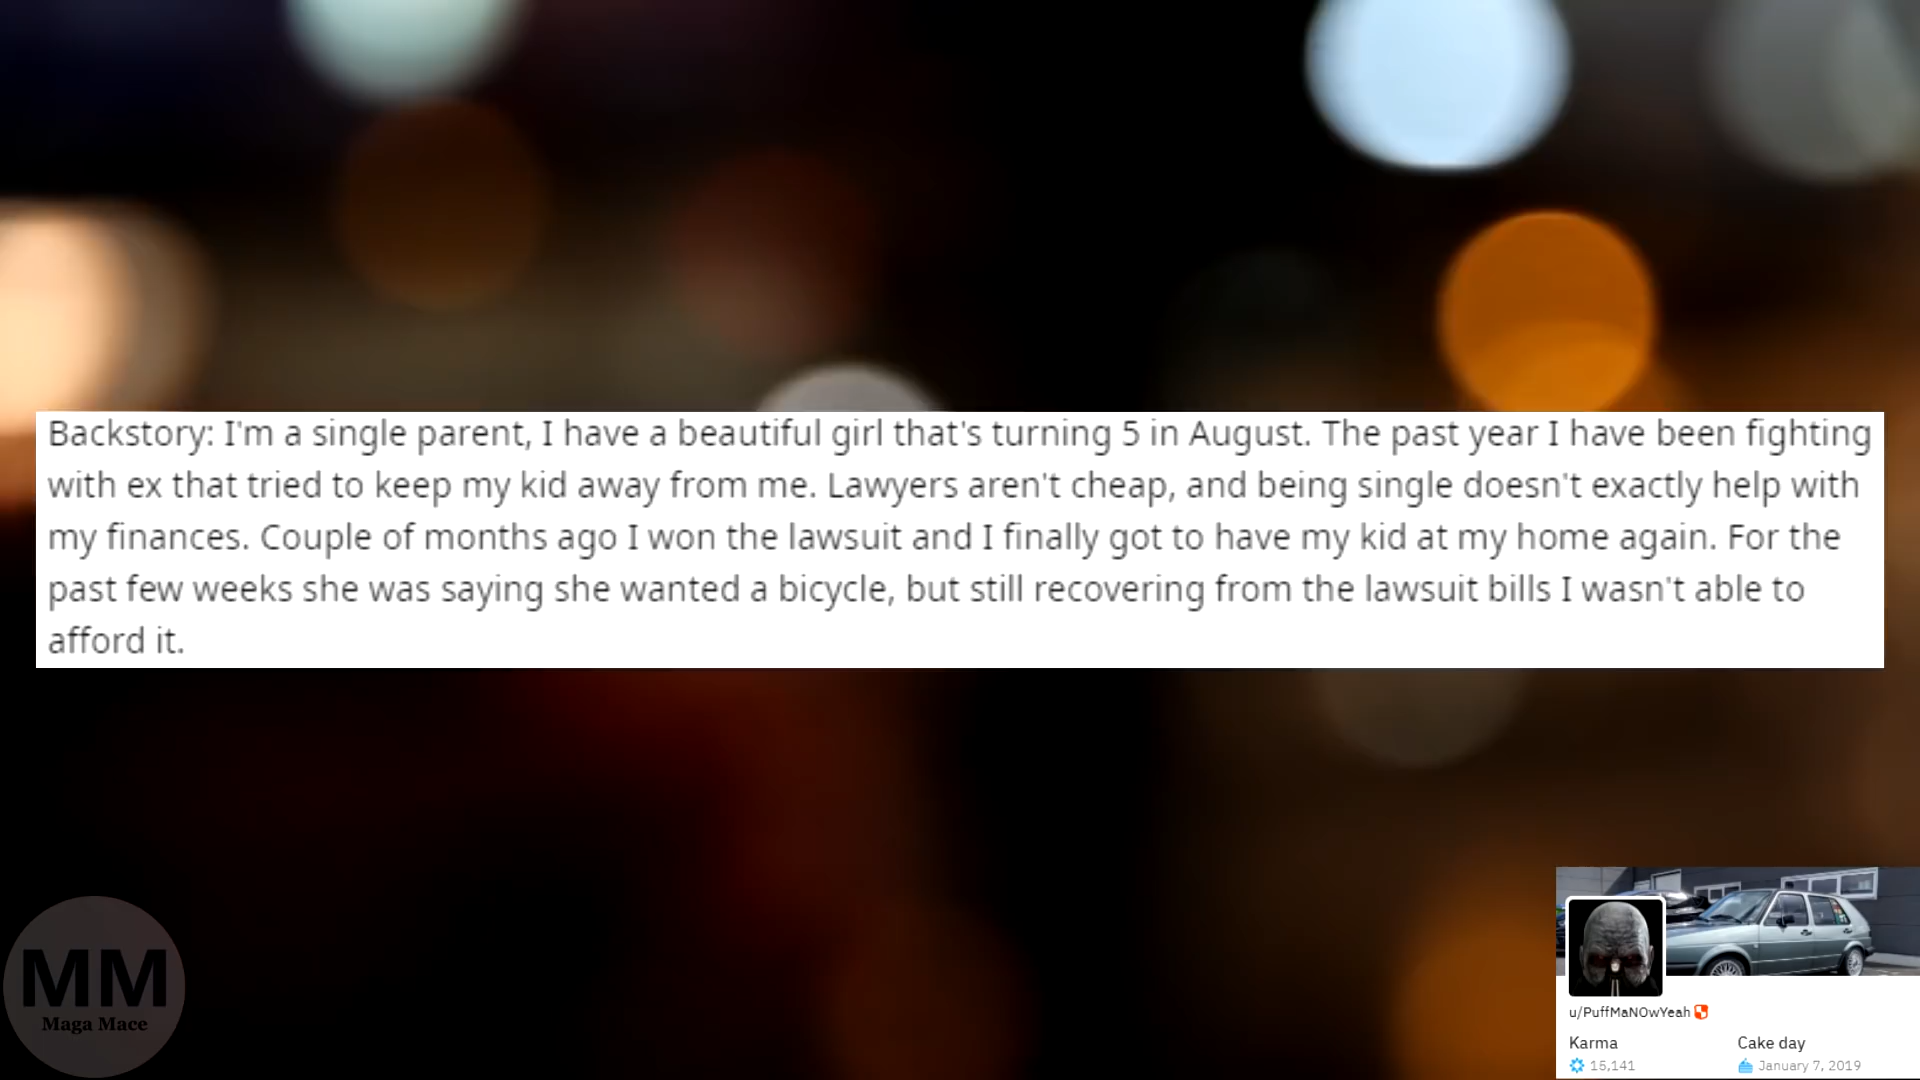 Backstory: I'm a single parent, I have a beautiful girl that's turning 5 in August. The past year I have been fighting
with ex that tried to keep my kid away from me. Lawyers aren't cheap, and being single doesn't exactly help with
my finances. Couple of months ago I won the lawsuit and I finally got to have my kid at my home again. For the
past few weeks she was saying she wanted a bicycle, but still recovering from the lawsuit bills I wasn't able to
afford it.
MM
Maga Mace
u/PuffMaNOwYeah
Karma Cake day
15,141 January 7, 2019